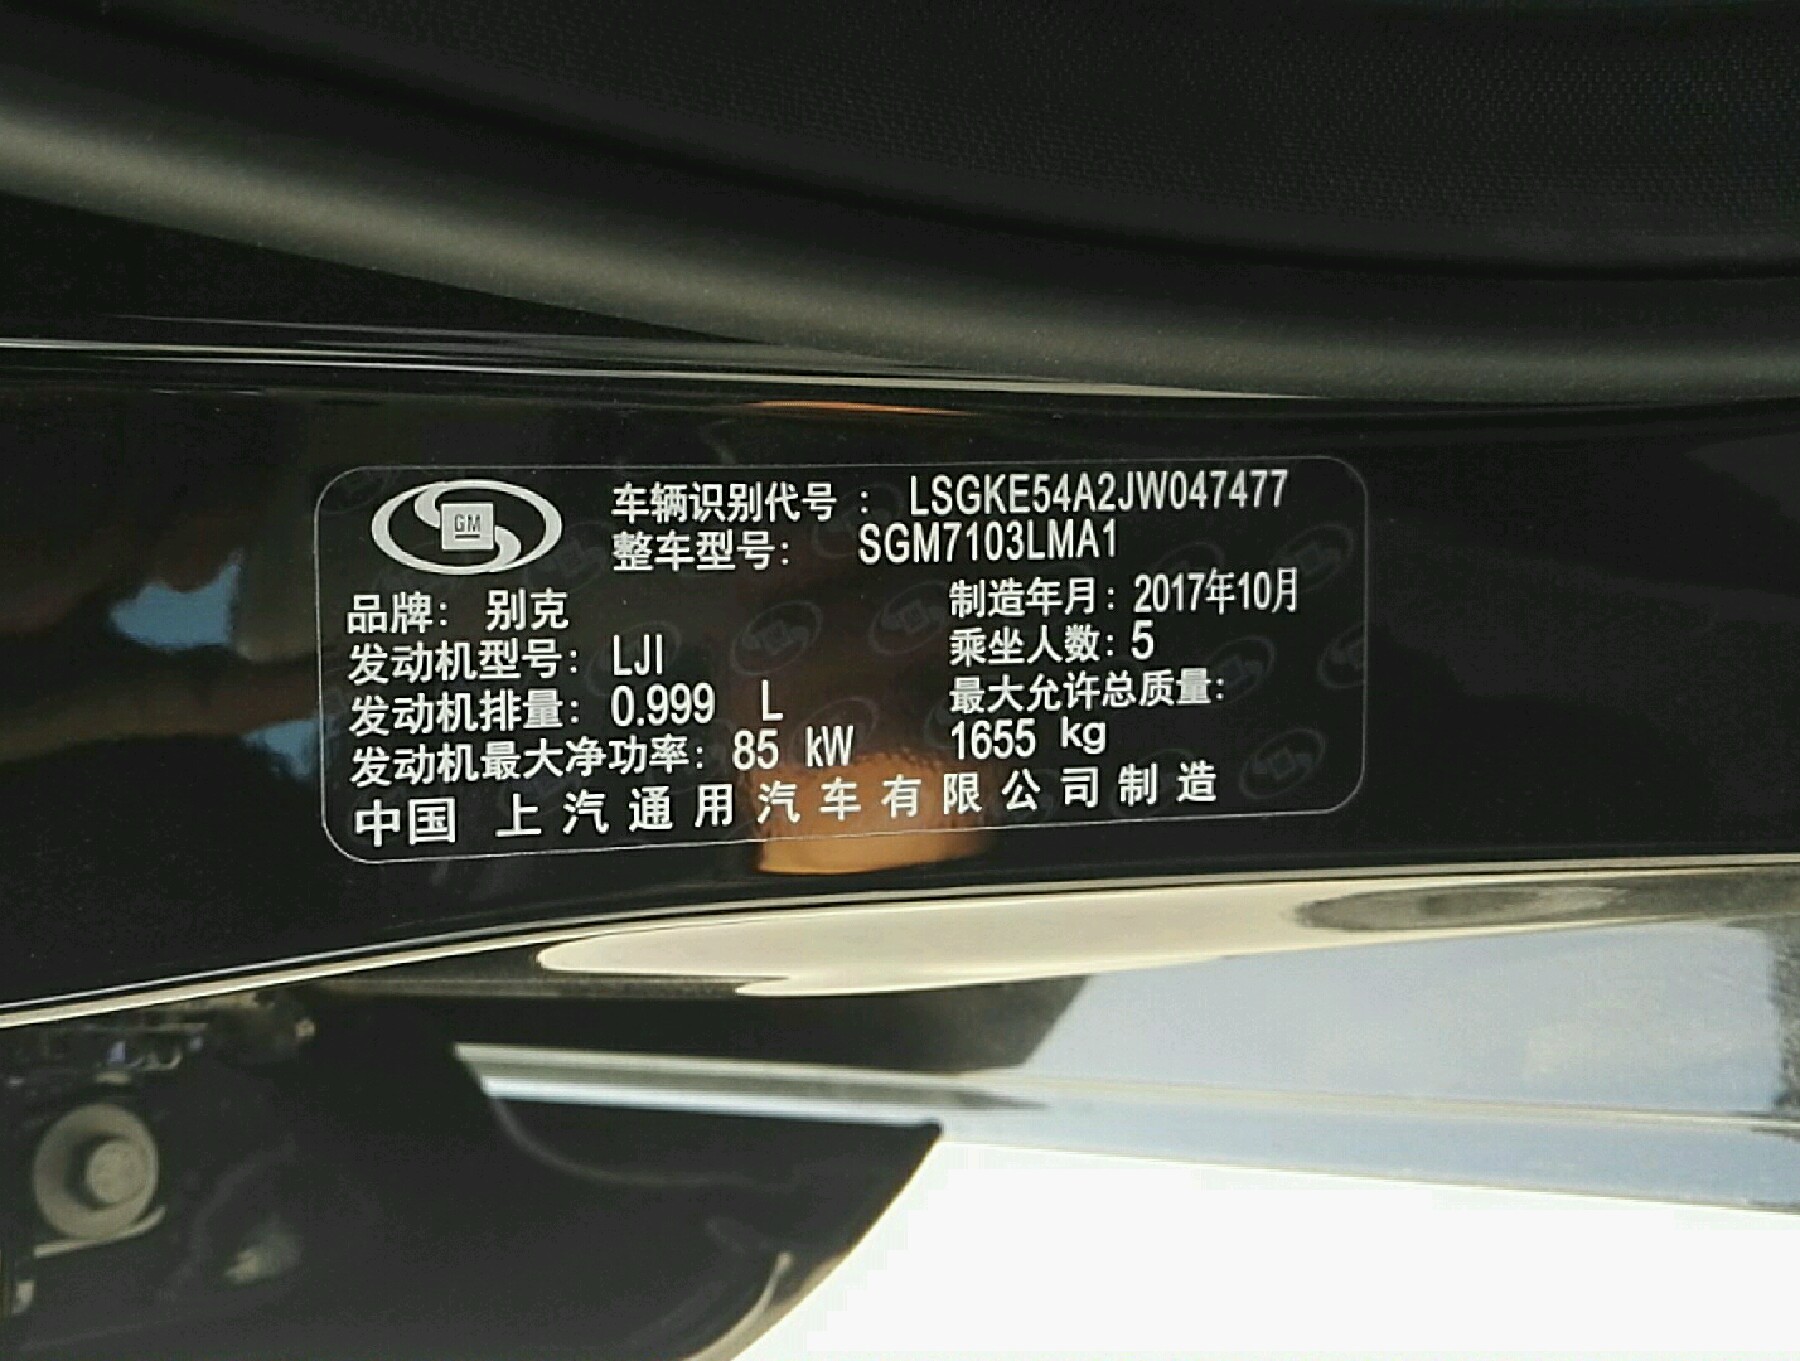 GM
车辆识别代号： LSGKE54A2JW047477
整车型号： SGM7103LMA1
品牌： 别克
制造年月：2017年10月
发动机型号： LJI
乘坐人数：5
发动机排量： 0.999 L
最大允许总质量：
1655 kg
发动机最大净功率： 85 kW
中国 上汽通用汽车有限公司制造